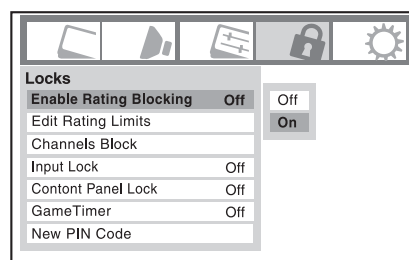 Locks
Enable Rating Blocking Off Off
Edit Rating Limits On
Channels Block
Input Lock Off
Contont Panel Lock Off
GameTimer Off
New PIN Code